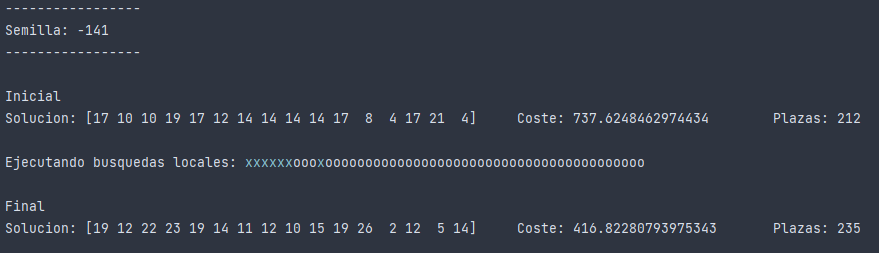 -----------------
Semilla: -141
-----------------
Inicial
Solucion: [17 10 10 19 17 12 14 14 14 14 17  8  4 17 21  4]     Coste: 737.6248462974434        Plazas: 212
Ejecutando busquedas locales: xxxxxxoooxoooooooooooooooooooooooooooooooooooooooo
Final
Solucion: [19 12 22 23 19 14 11 12 10 15 19 26  2 12  5 14]     Coste: 416.82280793975343       Plazas: 235